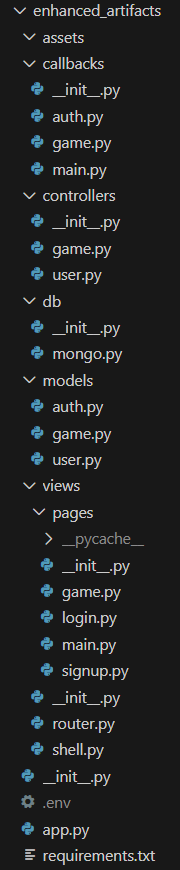 enhanced_artifacts
assets
callbacks
__init__.py
auth.py
game.py
main.py
controllers
__init__.py
game.py
user.py
db
__init__.py
mongo.py
models
auth.py
game.py
user.py
views
pages
__pycache__
__init__.py
game.py
login.py
main.py
signup.py
__init__.py
router.py
shell.py
__init__.py
.env
app.py
requirements.txt